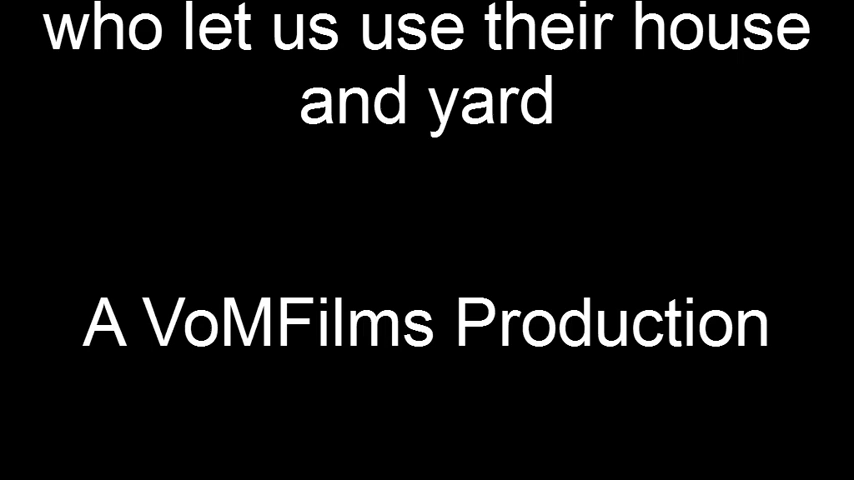 who let us use their house
and yard
A VoMFilms Production